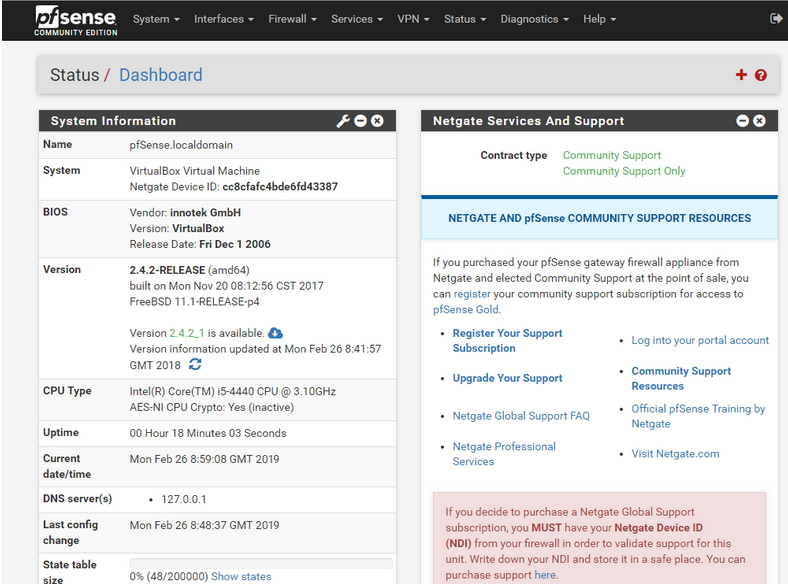 pfsense
COMMUNITY EDITION
System Interfaces Firewall Services VPN Status Diagnostics Help
Status / Dashboard
System Information
Name pfSense.localdomain
System VirtualBox Virtual Machine
Netgate Device ID: cc8cfafc4bde6fd43387
BIOS Vendor: innotek GmbH
Version: VirtualBox
Release Date: Fri Dec 1 2006
Version 2.4.2-RELEASE (amd64)
built on Mon Nov 20 08:12:56 CST 2017
FreeBSD 11.1-RELEASE-p4
Version 2.4.2_1 is available.
Version information updated at Mon Feb 26 8:41:57
GMT 2018
CPU Type Intel(R) Core(TM) i5-4440 CPU @ 3.10GHz
AES-NI CPU Crypto: Yes (inactive)
Uptime 00 Hour 18 Minutes 03 Seconds
Current
date/time
Mon Feb 26 8:59:08 GMT 2019
DNS server(s) • 127.0.0.1
Last config
change
Mon Feb 26 8:48:37 GMT 2019
State table
size
0% (48/200000) Show states
Netgate Services And Support
Contract type Community Support
Community Support Only
NETGATE AND pfSense COMMUNITY SUPPORT RESOURCES
If you purchased your pfSense gateway firewall appliance from
Netgate and elected Community Support at the point of sale, you
can register your community support subscription for access to
pfSense Gold.
• Register Your Support
Subscription
• Upgrade Your Support
• Netgate Global Support FAQ
• Netgate Professional
Services
• Log into your portal account
• Community Support
Resources
• Official pfSense Training by
Netgate
• Visit Netgate.com
If you decide to purchase a Netgate Global Support
subscription, you MUST have your Netgate Device ID
(NDI) from your firewall in order to validate support for this
unit. Write down your NDI and store it in a safe place. You can
purchase support here.